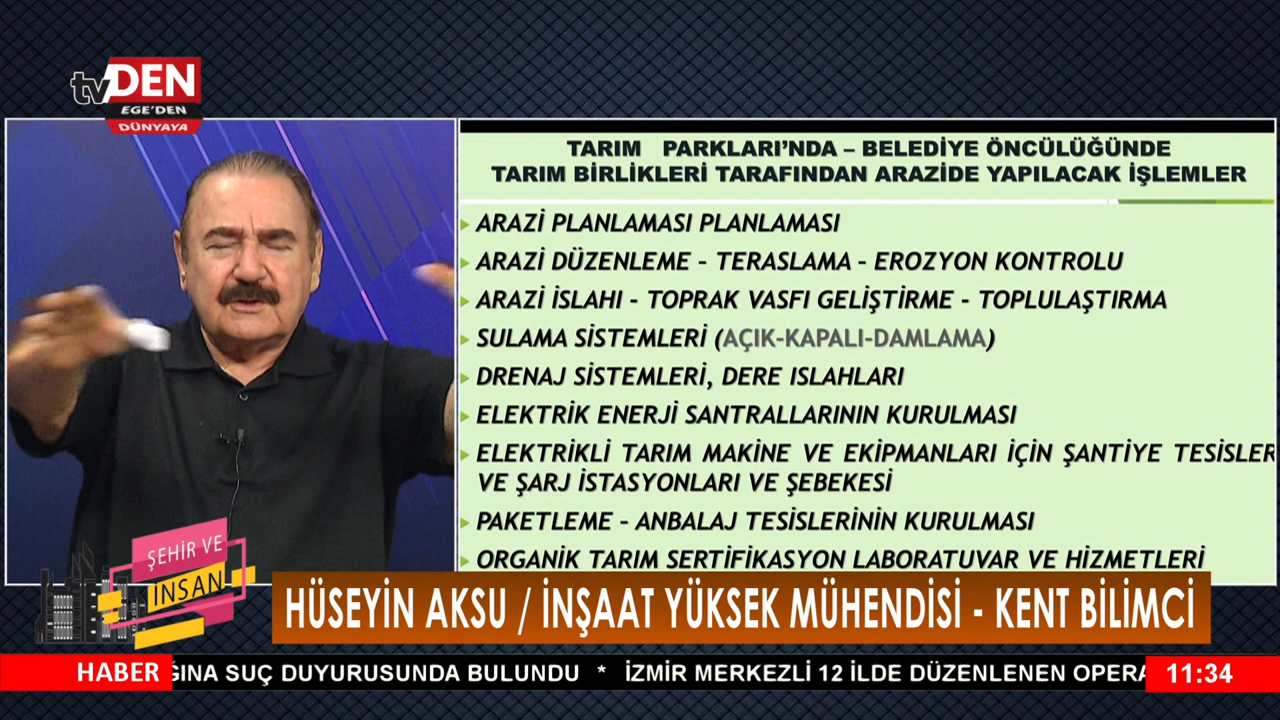 tvDEN
EGE'DEN
DÜNYAYA
TARIM PARKLARI'NDA – BELEDİYE ÖNCÜLÜĞÜNDE
TARIM BİRLİKLERİ TARAFINDAN ARAZİDE YAPILACAK İŞLEMLER
ARAZİ PLANLAMASI PLANLAMASI
ARAZİ DÜZENLEME – TERASLAMA – EROZYON KONTROLU
ARAZİ İSLAHI - TOPRAK VASFI GELİŞTİRME - TOPLULAŞTIRMA
SULAMA SİSTEMLERİ (AÇIK-KAPALI-DAMLAMA)
DRENAJ SİSTEMLERİ, DERE ISLAHLARI
ELEKTRİK ENERJİ SANTRALLARININ KURULMASI
ELEKTRİKLİ TARIM MAKİNE VE EKİPMANLARI İÇİN ŞANTİYE TESİSLER
VE ŞARJ İSTASYONLARI VE ŞEBEKESİ
PAKETLEME – ANBALAJ TESİSLERİNİN KURULMASI
ORGANİK TARIM SERTİFİKASYON LABORATUVAR VE HİZMETLERİ
ŞEHİR VE
İNSAN
HÜSEYİN AKSU / İNŞAAT YÜKSEK MÜHENDİSİ - KENT BİLİMCİ
HABER ĞINA SUÇ DUYURUSUNDA BULUNDU * İZMİR MERKEZLİ 12 İLDE DÜZENLENEN OPERA 11:34